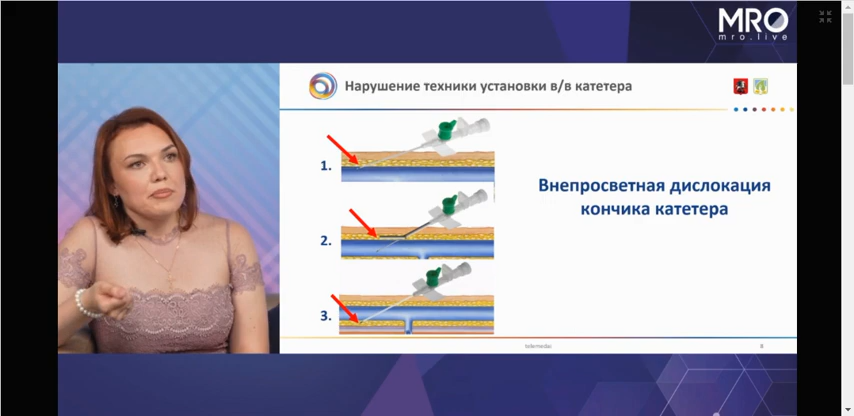 MRO
mro.live
Нарушение техники установки в/в катетера
1.
Внепросветная дислокация
кончика катетера
2.
3.
8